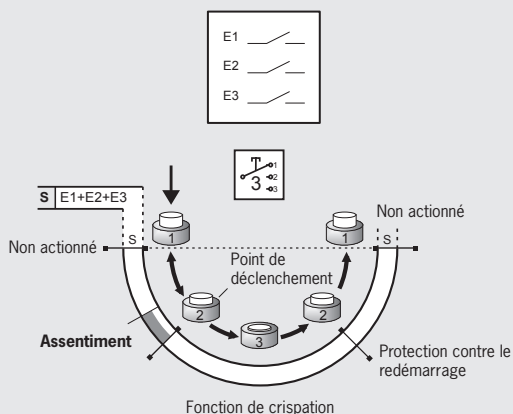 E1
E2
E3
1
2
3
3
S E1+E2+E3
S
1
1
S
Non actionné
Non actionné
Point de
déclenchement
2
3
2
Assentiment
Protection contre le
redémarrage
Fonction de crispation